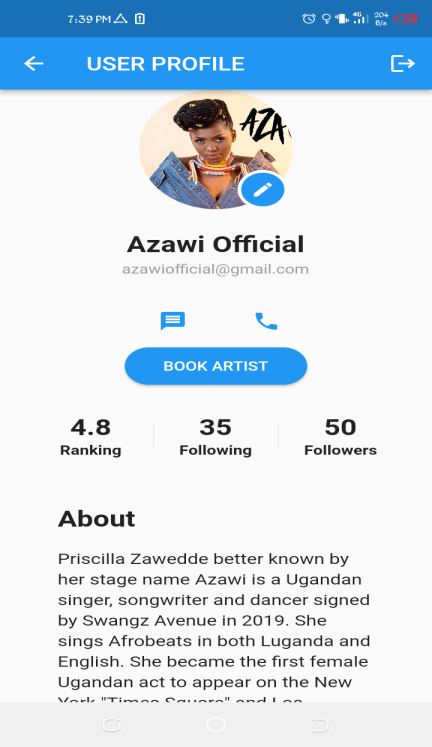 7:39 PM
4G
204
B/s
USER PROFILE
AZA
Azawi Official
azawiofficial@gmail.com
BOOK ARTIST
4.8
35
50
Ranking
Following
Followers
About
Priscilla Zawedde better known by
her stage name Azawi is a Ugandan
singer, songwriter and dancer signed
by Swangz Avenue in 2019. She
sings Afrobeats in both Luganda and
English. She became the first female
Ugandan act to appear on the New
York "Times Square" and Los